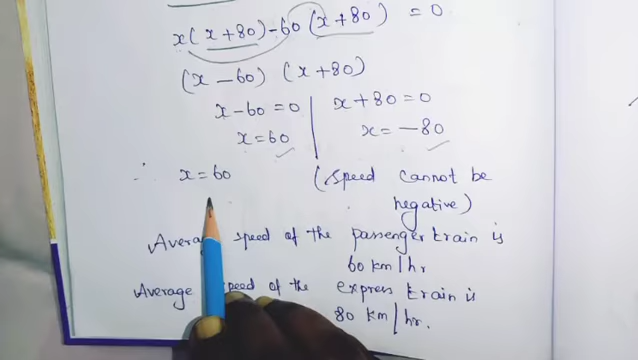 x(x+80)-60(x+80) = 0
(x-60) (x+80)
x-60=0 | x+80=0
x=60 | x=-80
∴ x=60 (speed cannot be negative)
Average speed of the passenger train is
60 km/hr
Average speed of the express train is
80 km/hr.